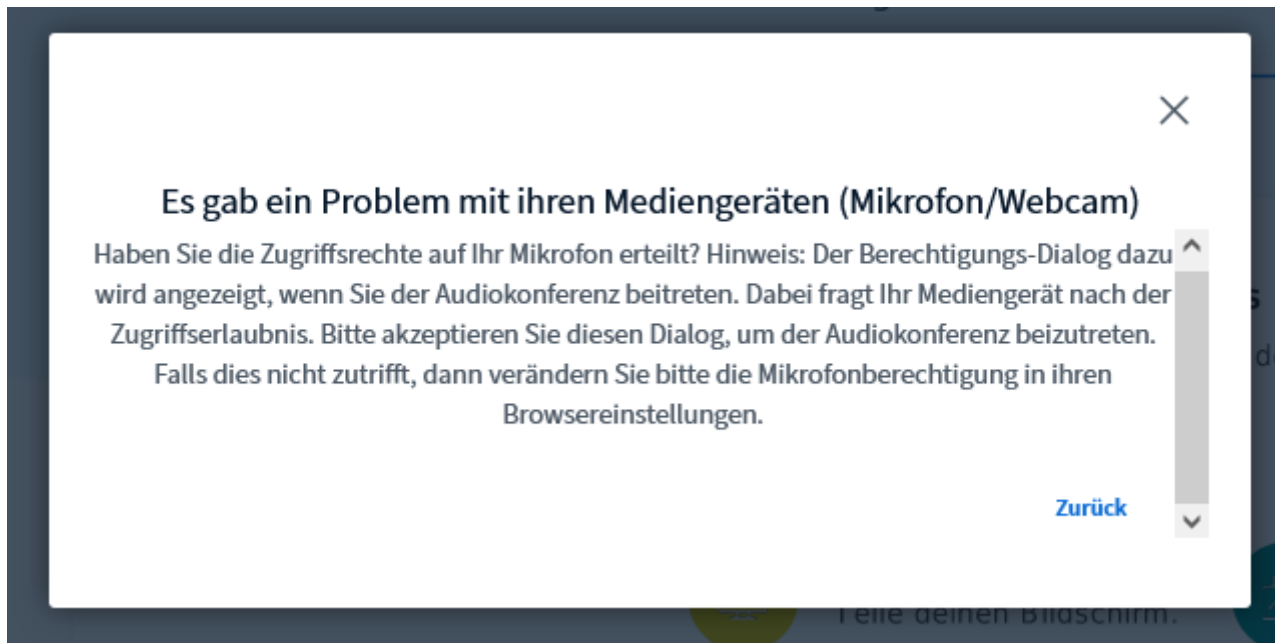 Es gab ein Problem mit ihren Mediengeräten (Mikrofon/Webcam)
Haben Sie die Zugriffsrechte auf Ihr Mikrofon erteilt? Hinweis: Der Berechtigungs-Dialog dazu
wird angezeigt, wenn Sie der Audiokonferenz beitreten. Dabei fragt Ihr Mediengerät nach der
Zugriffserlaubnis. Bitte akzeptieren Sie diesen Dialog, um der Audiokonferenz beizutreten.
Falls dies nicht zutrifft, dann verändern Sie bitte die Mikrofonberechtigung in ihren
Browsereinstellungen.
Zurück
Teile deinen Bildschirm.